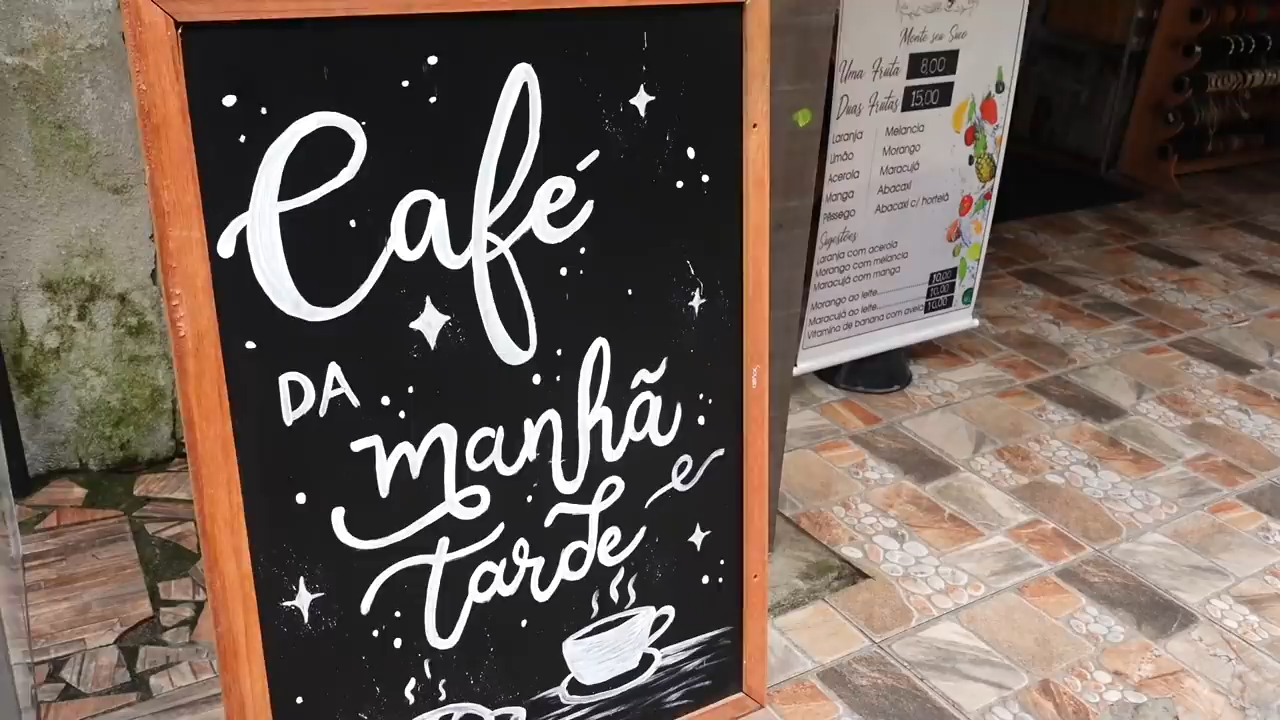 Café
DA
manhã
e
tarde
Monte seu Suco
Uma Fruta 8,00
Duas Frutas 15,00
Laranja Melancia
Limão Morango
Acerola Maracujá
Manga Abacaxi
Pêssego Abacaxi c/ hortelã
Sugestões
Laranja com acerola
Morango com melancia
Maracujá com manga
Morango ao leite 10,00
Maracujá ao leite 10,00
Vitamina de banana com aveia 10,00